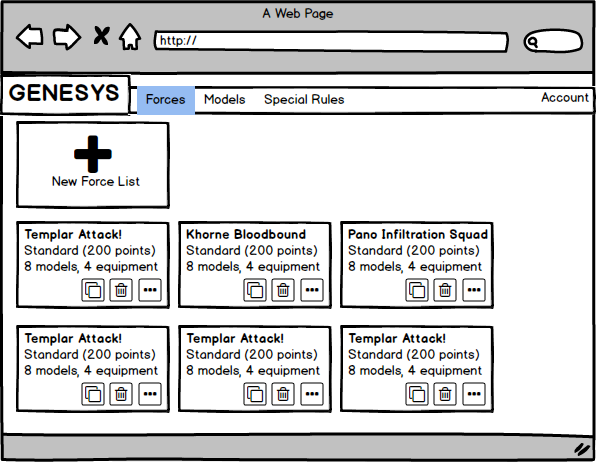 A Web Page
http://
GENESYS
Forces
Models
Special Rules
Account
New Force List
Templar Attack!
Standard (200 points)
8 models, 4 equipment
Khorne Bloodbound
Standard (200 points)
8 models, 4 equipment
Pano Infiltration Squad
Standard (200 points)
8 models, 4 equipment
Templar Attack!
Standard (200 points)
8 models, 4 equipment
Templar Attack!
Standard (200 points)
8 models, 4 equipment
Templar Attack!
Standard (200 points)
8 models, 4 equipment